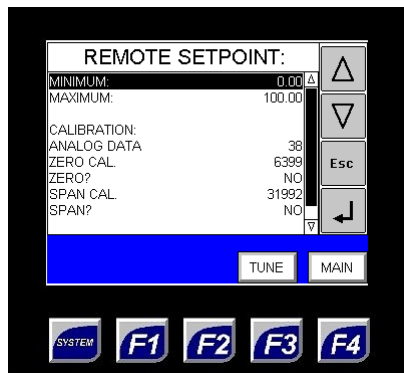 REMOTE SETPOINT:
MINIMUM: 0.00
MAXIMUM: 100.00
CALIBRATION:
ANALOG DATA 38
ZERO CAL. 6399
ZERO? NO
SPAN CAL. 31992
SPAN? NO
Esc
TUNE MAIN
SYSTEM F1 F2 F3 F4